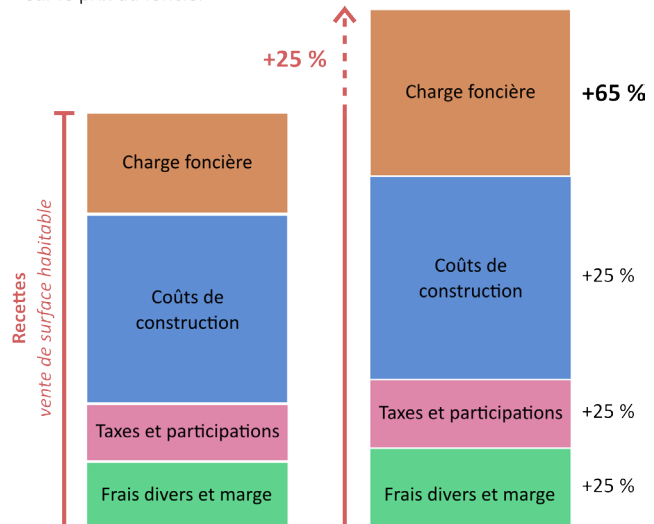 +25 %
Charge foncière
+65 %
Charge foncière
Recettes
vente de surface habitable
Coûts de
construction
Coûts de
construction
+25 %
Taxes et participations
Taxes et participations
+25 %
Frais divers et marge
Frais divers et marge
+25 %